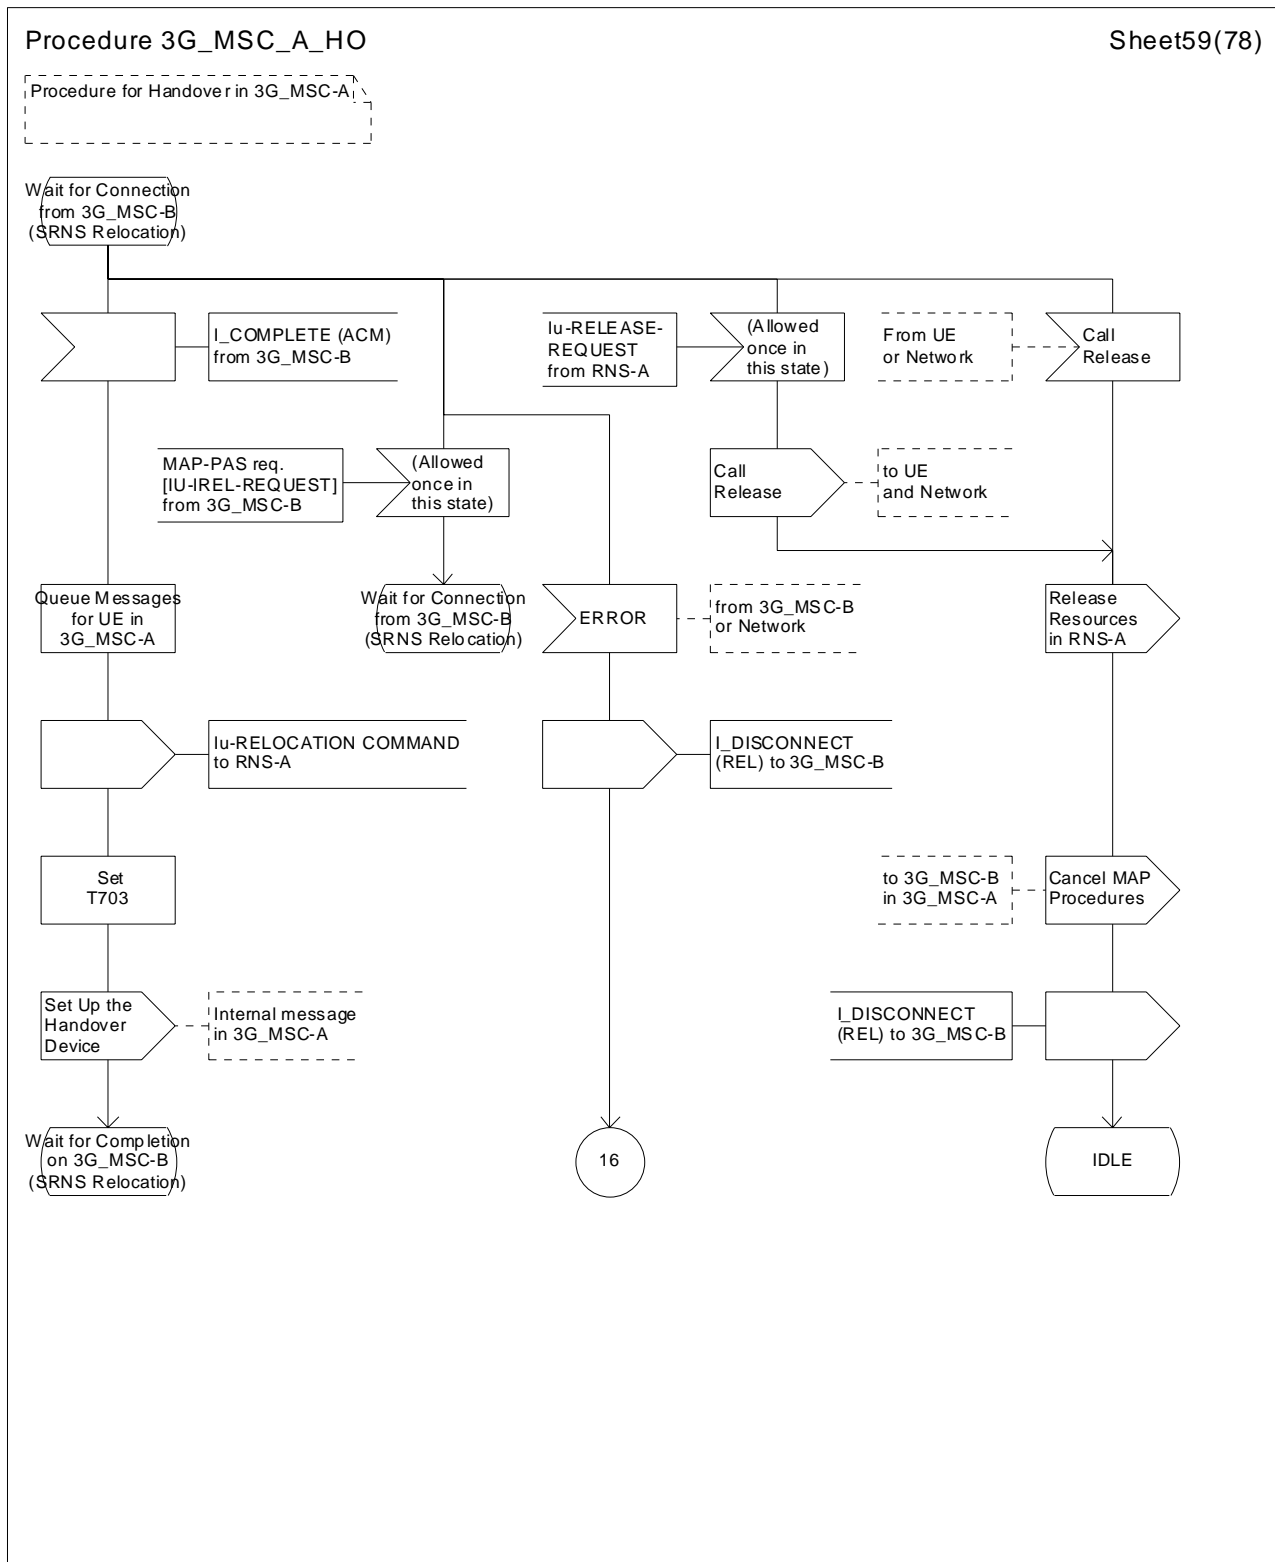 Procedure 3G_MSC_A_HO
Sheet59(78)
Procedure for Handover in 3G_MSC-A
Wait for Connection
from 3G_MSC-B
(SRNS Relocation)
I_COMPLETE (ACM)
from 3G_MSC-B
Iu-RELEASE-
REQUEST
from RNS-A
(Allowed
once in
this state)
From UE
or Network
Call
Release
MAP-PAS req.
[IU-IREL-REQUEST]
from 3G_MSC-B
(Allowed
once in
this state)
Call
Release
to UE
and Network
Queue Messages
for UE in
3G_MSC-A
Wait for Connection
from 3G_MSC-B
(SRNS Relocation)
ERROR
from 3G_MSC-B
or Network
Release
Resources
in RNS-A
Iu-RELOCATION COMMAND
to RNS-A
I_DISCONNECT
(REL) to 3G_MSC-B
Set
T703
to 3G_MSC-B
in 3G_MSC-A
Cancel MAP
Procedures
Set Up the
Handover
Device
Internal message
in 3G_MSC-A
I_DISCONNECT
(REL) to 3G_MSC-B
Wait for Completion
on 3G_MSC-B
(SRNS Relocation)
16
IDLE